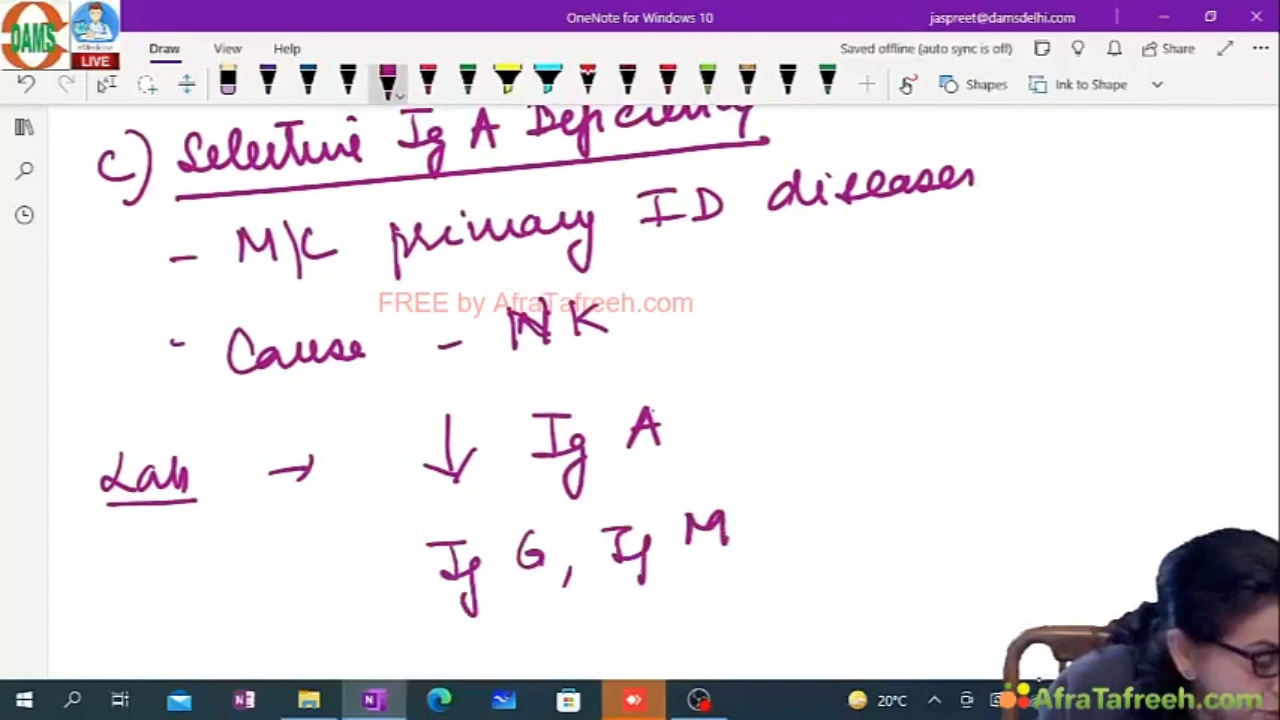 DAMS
LIVE
OneNote for Windows 10
jaspreet@damsdelhi.com
Draw View Help
Saved offline (auto sync is off)
Share
Shapes
Ink to Shape
C) Selective Ig A Deficiency
- M/C primary ID diseases
FREE by AfraTafreeh.com
- Cause - NK
Lab → ↓ Ig A
Ig G, Ig M
20°C
AfraTafreeh.com